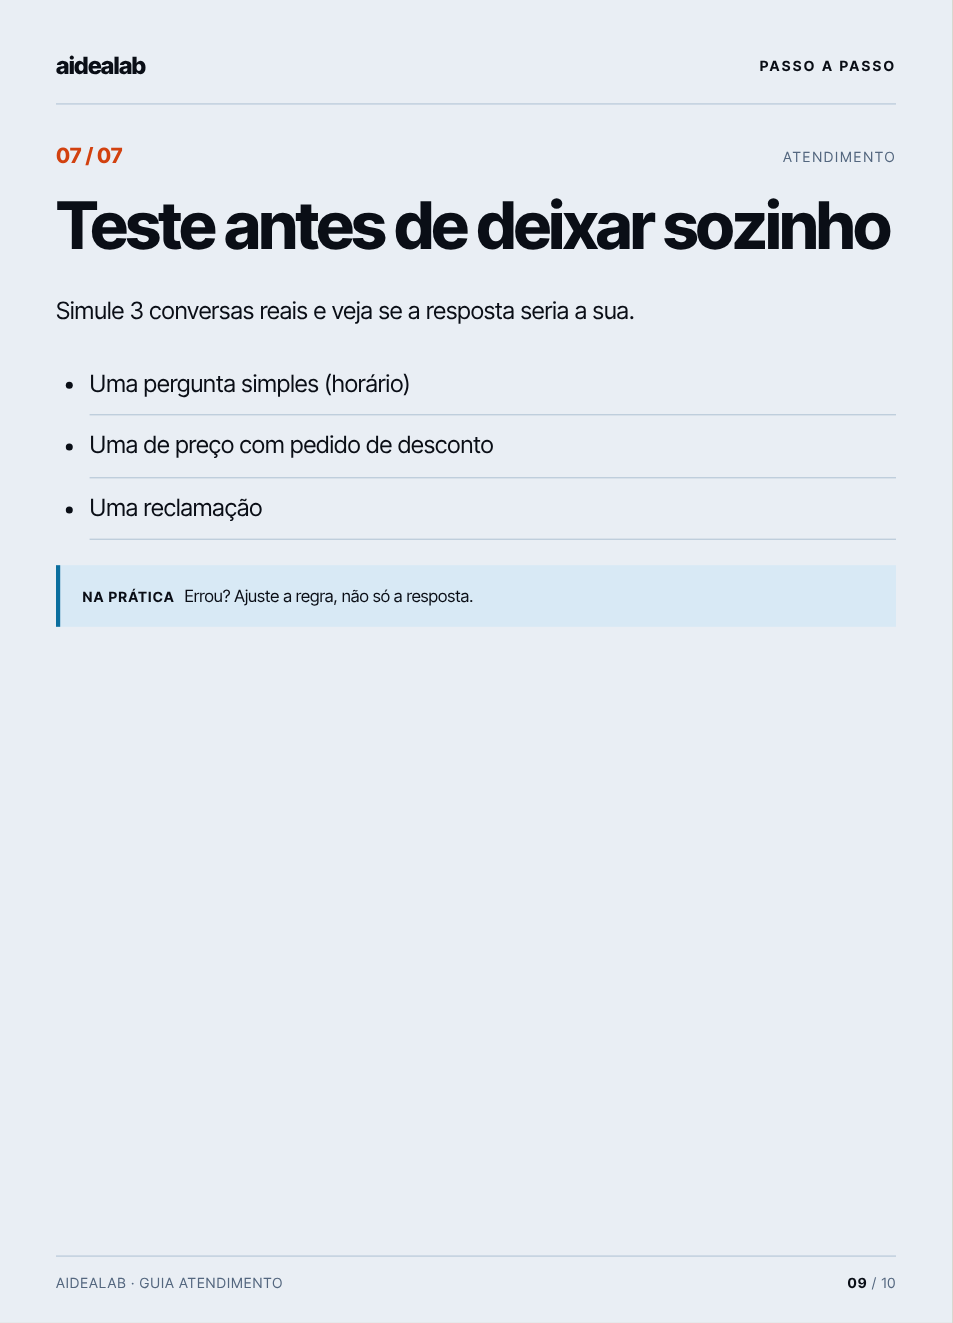 aidealab
PASSO A PASSO
07 / 07
ATENDIMENTO
Teste antes de deixar sozinho
Simule 3 conversas reais e veja se a resposta seria a sua.
• Uma pergunta simples (horário)
• Uma de preço com pedido de desconto
• Uma reclamação
NA PRÁTICA Errou? Ajuste a regra, não só a resposta.
AIDEALAB · GUIA ATENDIMENTO
09 / 10